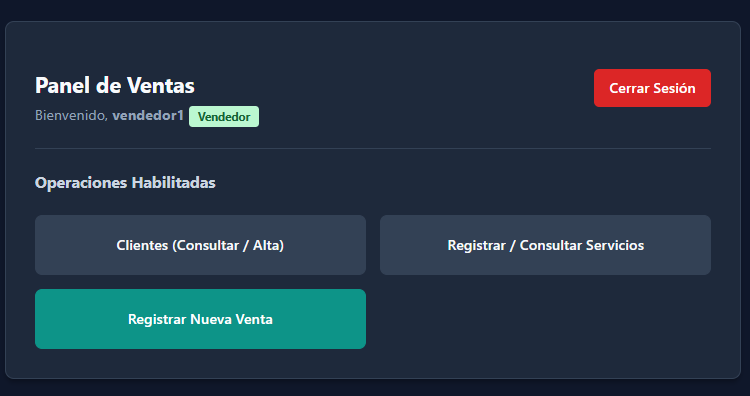 Panel de Ventas
Cerrar Sesión
Bienvenido, vendedor1 Vendedor
Operaciones Habilitadas
Clientes (Consultar / Alta)
Registrar / Consultar Servicios
Registrar Nueva Venta